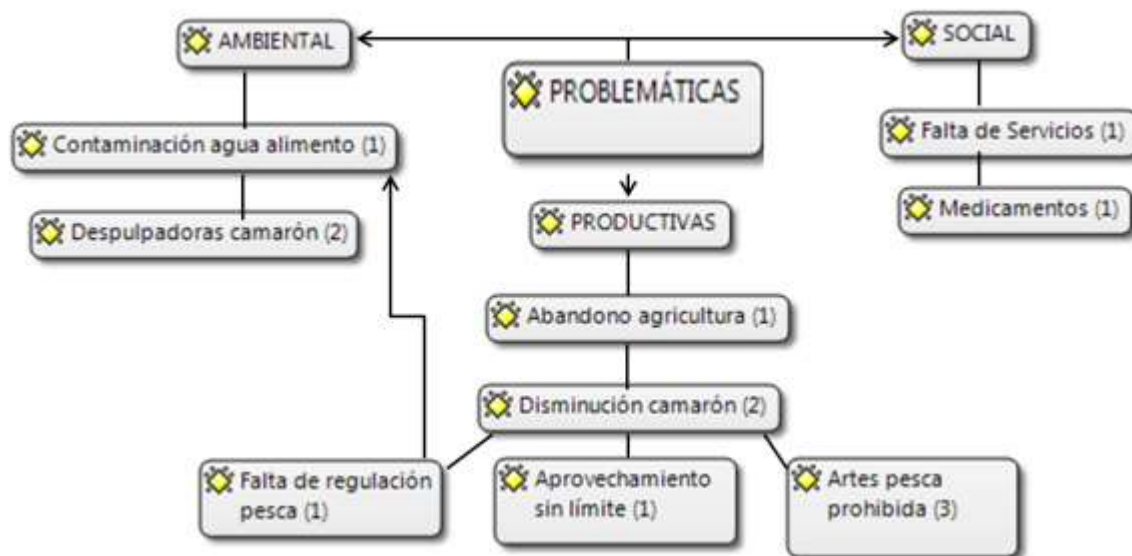 AMBIENTAL
SOCIAL
PROBLEMÁTICAS
Contaminación agua alimento (1)
Falta de Servicios (1)
Despulpadoras camarón (2)
Medicamentos (1)
PRODUCTIVAS
Abandono agricultura (1)
Disminución camarón (2)
Falta de regulación
pesca (1)
Aprovechamiento
sin límite (1)
Artes pesca
prohibida (3)